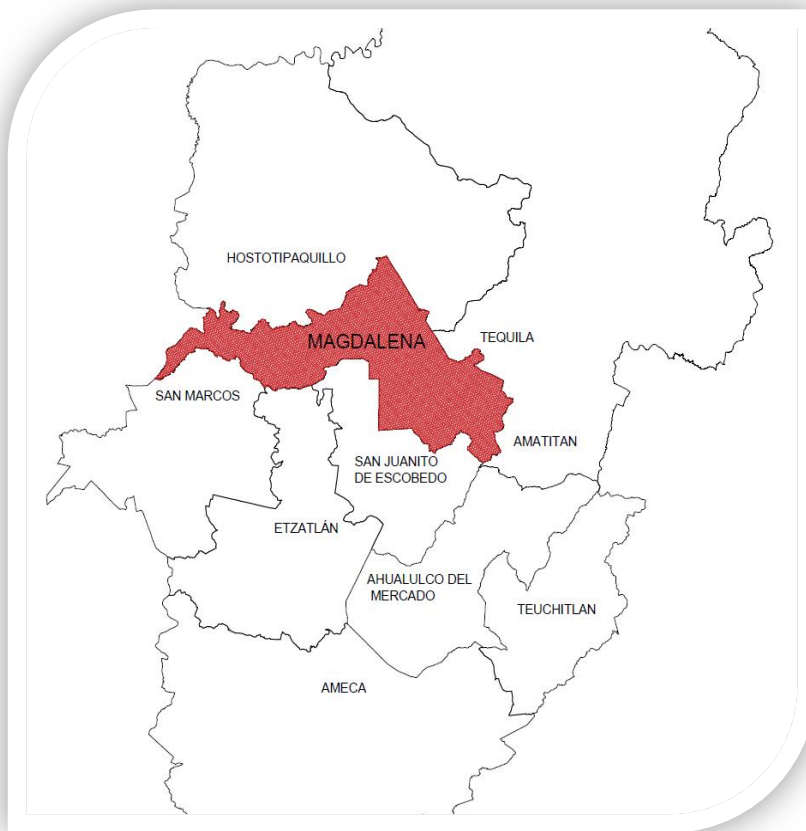 HOSTOTIPAQUILLO
MAGDALENA
TEQUILA
SAN MARCOS
AMATITAN
SAN JUANITO
DE ESCOBEDO
ETZATLÁN
AHUALULCO DEL
MERCADO
TEUCHITLAN
AMECA